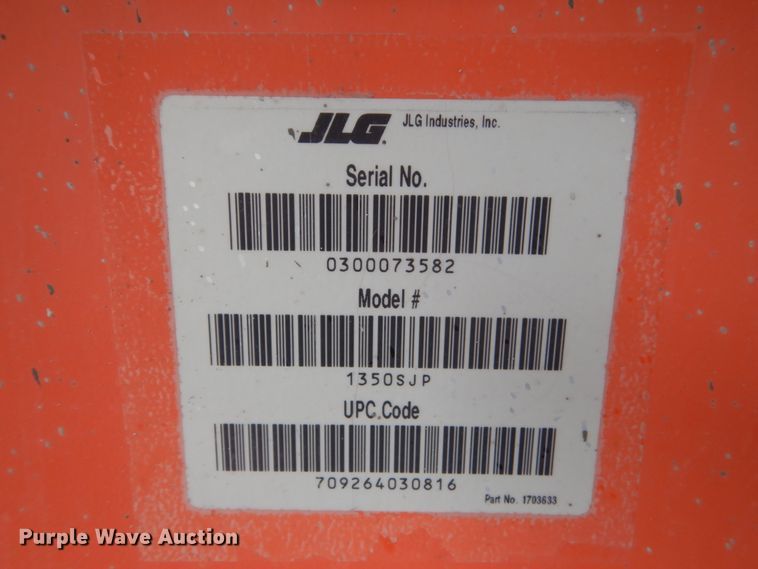 JLG JLG Industries, Inc.
Serial No.
0300073582
Model #
1350SJP
UPC Code
709264030816
Part No. 1703633
Purple Wave Auction